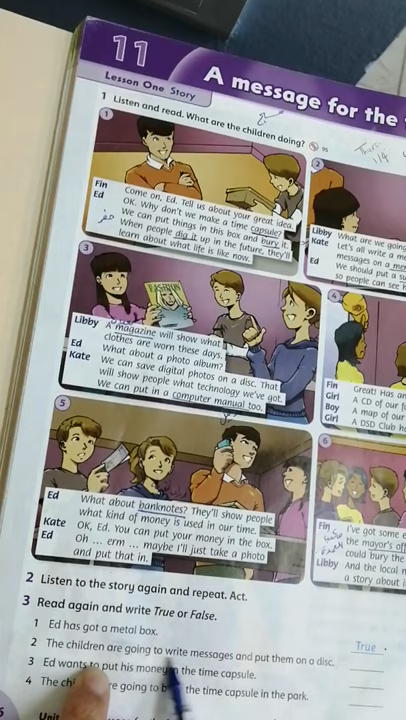 11
Lesson One Story
A message for the
1 Listen and read. What are the children doing? 95
1
Fin Come on, Ed. Tell us about your great idea.
Ed OK. Why don't we make a time capsule?
We can put things in this box and bury it.
When people dig it up in the future, they'll
learn about what life is like now.
حفر
2
Libby What are we going
Kate Let's all write a me
messages on a mem
Ed We should put a su
so people can see h
3
FASHION
Libby A magazine will show what
clothes are worn these days.
Ed What about a photo album?
Kate We can save digital photos on a disc. That
will show people what technology we've got.
We can put in a computer manual too.
4
Fin Great! Has an
Girl A CD of our f
Boy A map of our
Girl A DSD Club h
5
Ed What about banknotes? They'll show people
what kind of money is used in our time.
Kate OK, Ed. You can put your money in the box.
Ed Oh ... erm ... maybe I'll just take a photo
and put that in.
6
Fin I've got some e
the mayor's off
could bury the
Libby And the local n
a story about i
2 Listen to the story again and repeat. Act.
3 Read again and write True or False.
1 Ed has got a metal box. True
2 The children are going to write messages and put them on a disc.
3 Ed wants to put his money in the time capsule.
4 The ch re going to b the time capsule in the park.
6
Unit